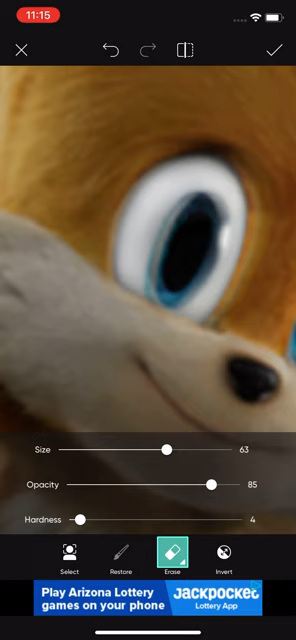 11:15
Size 63
Opacity 85
Hardness 4
Select Restore Erase Invert
Play Arizona Lottery
games on your phone
Jackpocket
Lottery App